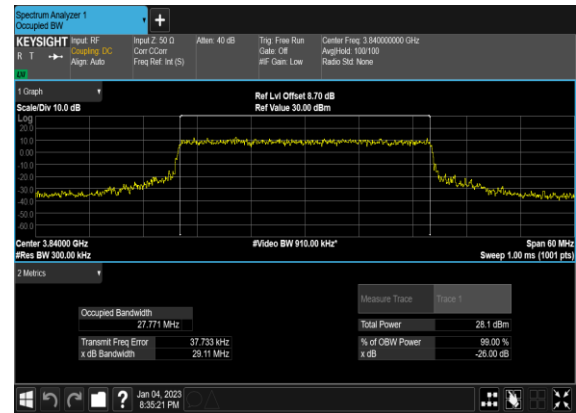 Spectrum Analyzer 1
Occupied BW
+
KEYSIGHT
R T
LV
Input: RF
Coupling: DC
Align: Auto
Input Z: 50 Ω
Corr CCorr
Freq Ref: Int (S)
Atten: 40 dB
Trig: Free Run
Gate: Off
#IF Gain: Low
Center Freq: 3.840000000 GHz
Avg|Hold: 100/100
Radio Std: None
1 Graph
Scale/Div 10.0 dB
Ref Lvl Offset 8.70 dB
Ref Value 30.00 dBm
Log
20.0
10.0
0.00
-10.0
-20.0
-30.0
-40.0
-50.0
-60.0
Center 3.84000 GHz
#Res BW 300.00 kHz
#Video BW 910.00 kHz*
Span 60 MHz
Sweep 1.00 ms (1001 pts)
2 Metrics
Measure Trace Trace 1
Occupied Bandwidth
27.771 MHz
Total Power 28.1 dBm
Transmit Freq Error 37.733 kHz
x dB Bandwidth 29.11 MHz
% of OBW Power 99.00 %
x dB -26.00 dB
?
Jan 04, 2023
8:35:21 PM